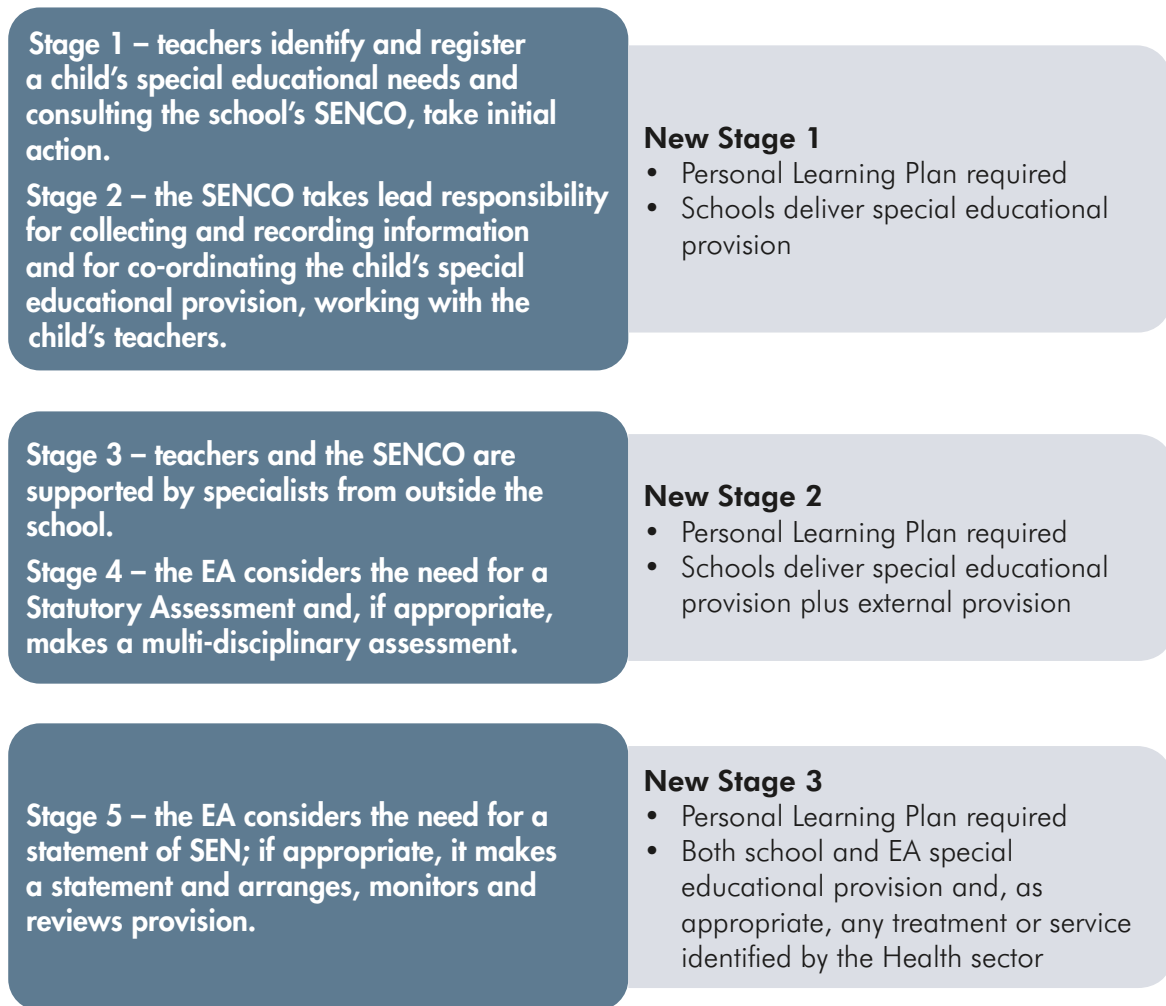 Stage 1 – teachers identify and register
a child’s special educational needs and
consulting the school’s SENCO, take initial
action.
Stage 2 – the SENCO takes lead responsibility
for collecting and recording information
and for co-ordinating the child’s special
educational provision, working with the
child’s teachers.
New Stage 1
• Personal Learning Plan required
• Schools deliver special educational
provision
Stage 3 – teachers and the SENCO are
supported by specialists from outside the
school.
Stage 4 – the EA considers the need for a
Statutory Assessment and, if appropriate,
makes a multi-disciplinary assessment.
New Stage 2
• Personal Learning Plan required
• Schools deliver special educational
provision plus external provision
Stage 5 – the EA considers the need for a
statement of SEN; if appropriate, it makes
a statement and arranges, monitors and
reviews provision.
New Stage 3
• Personal Learning Plan required
• Both school and EA special
educational provision and, as
appropriate, any treatment or service
identified by the Health sector